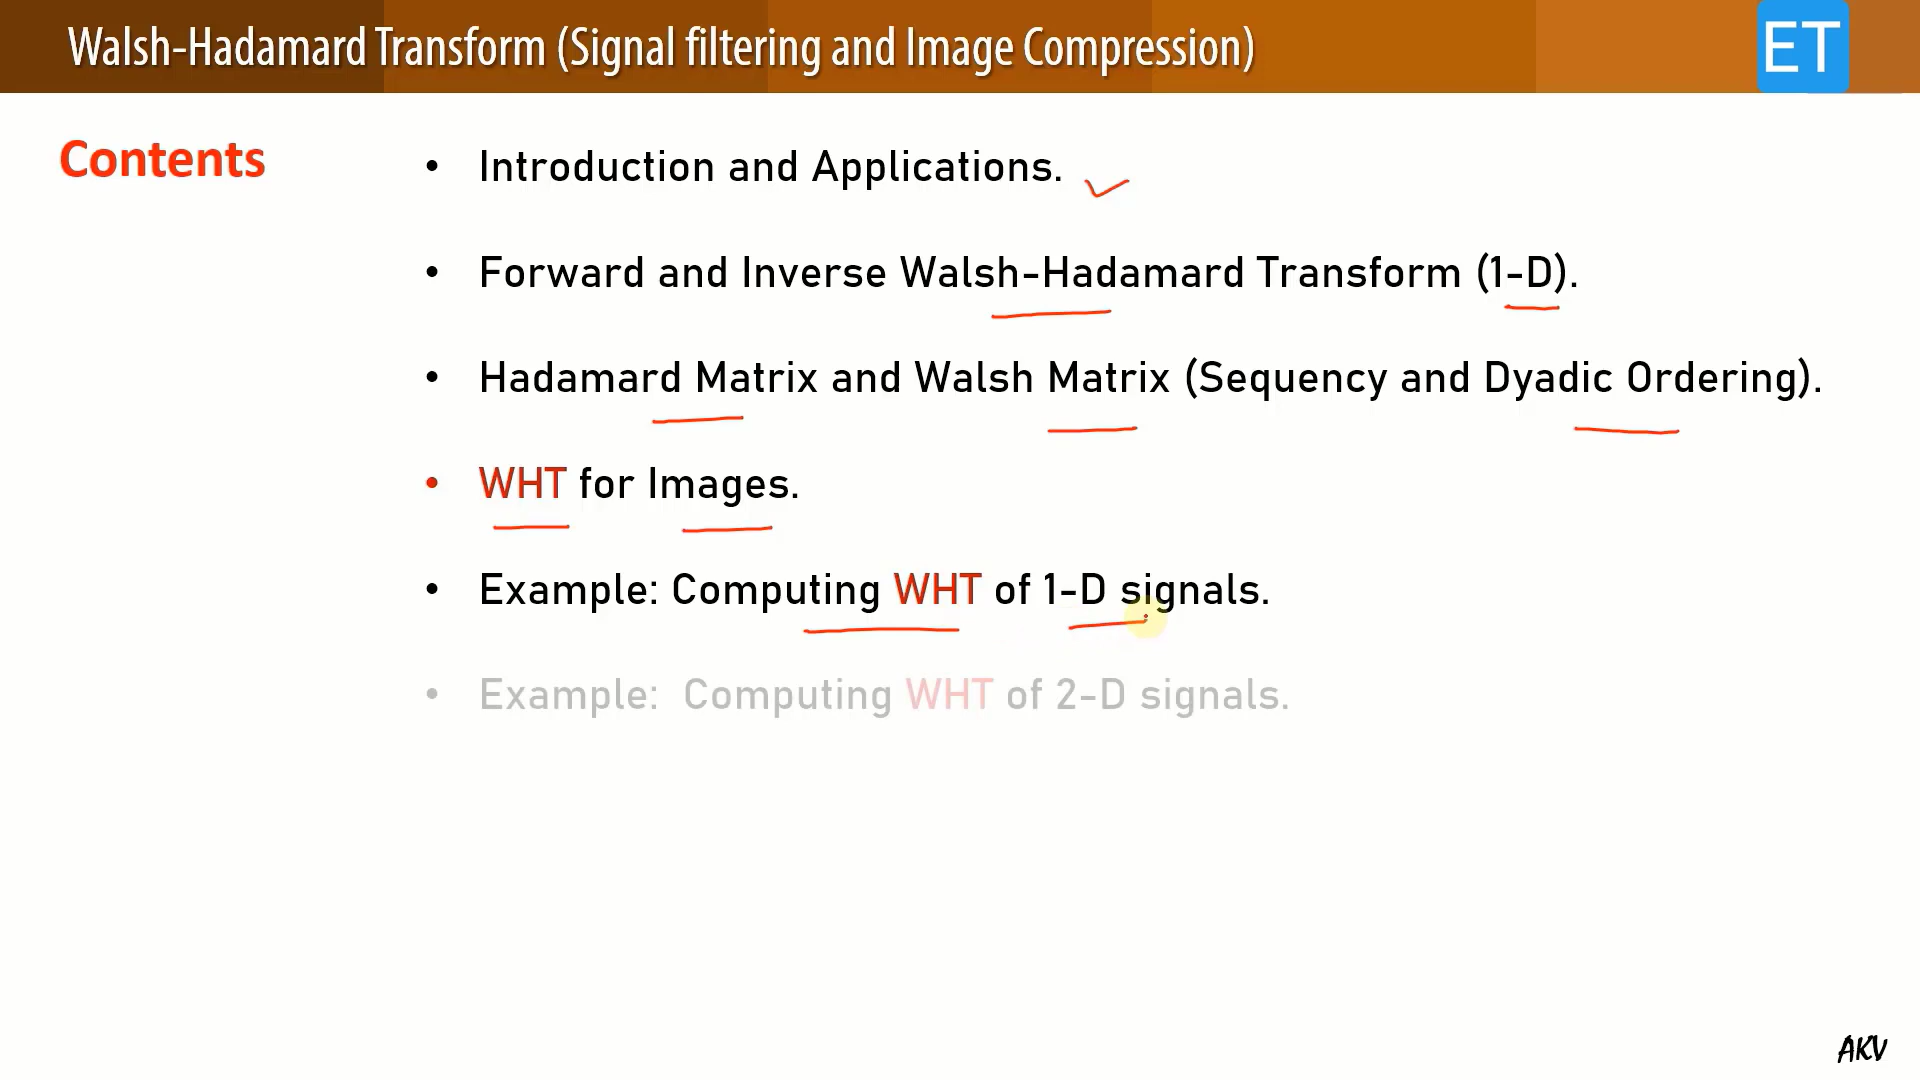 Walsh-Hadamard Transform (Signal filtering and Image Compression)
ET
Contents
• Introduction and Applications.
• Forward and Inverse Walsh-Hadamard Transform (1-D).
• Hadamard Matrix and Walsh Matrix (Sequency and Dyadic Ordering).
• WHT for Images.
• Example: Computing WHT of 1-D signals.
• Example: Computing WHT of 2-D signals.
AKV